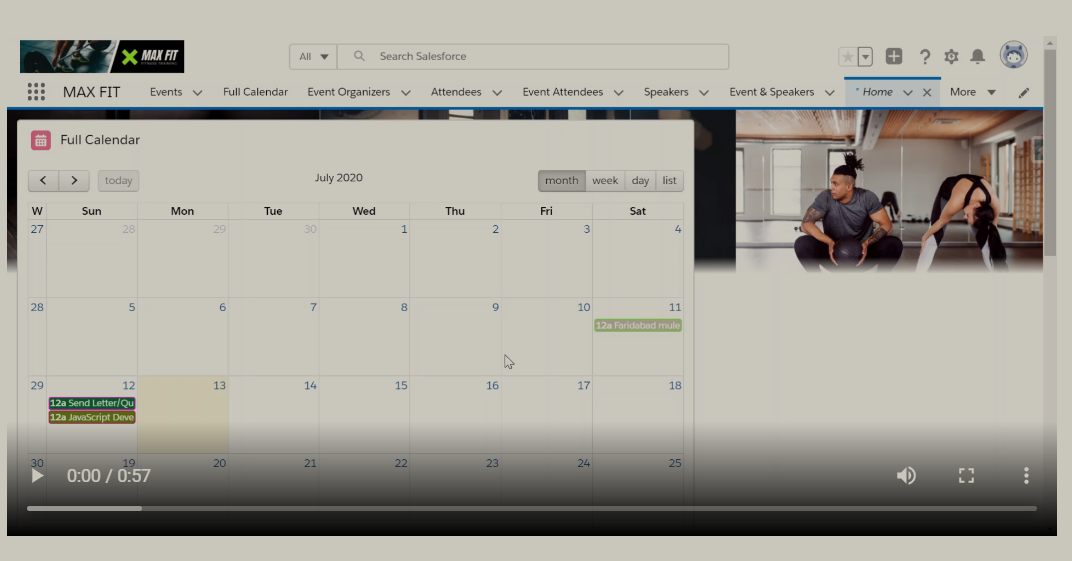 MAX FIT
FITNESS TRAINING
All
Search Salesforce
MAX FIT Events Full Calendar Event Organizers Attendees Event Attendees Speakers Event & Speakers * Home More
Full Calendar
today July 2020 month week day list
W Sun Mon Tue Wed Thu Fri Sat
27 28 29 30 1 2 3 4
28 5 6 7 8 9 10 11
12a Faridabad mule
29 12 13 14 15 16 17 18
12a Send Letter/Qu
12a JavaScript Deve
30 19 20 21 22 23 24 25
0:00 / 0:57